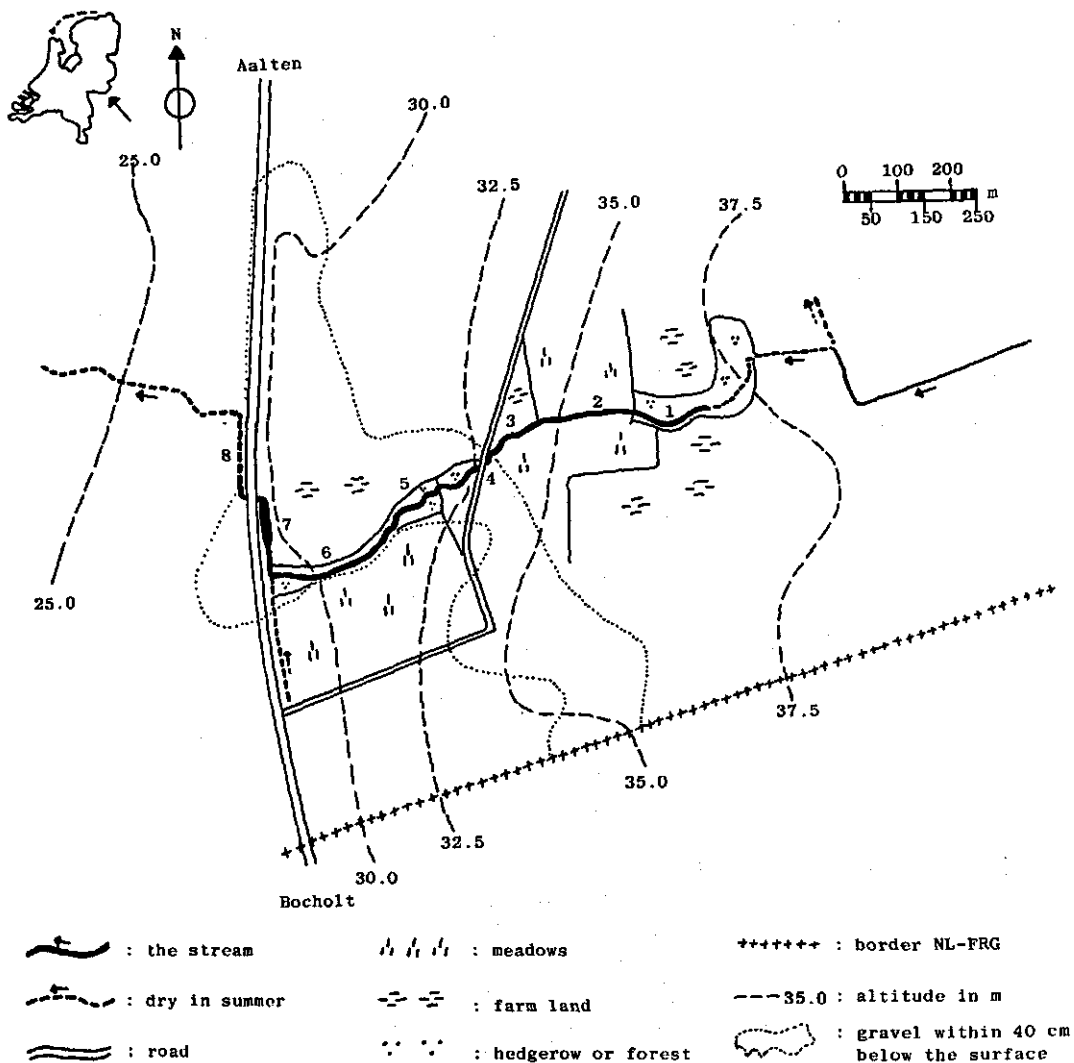 N
Aalten
25.0
30.0
32.5
35.0
37.5
0 100 200
m
50 150 250
1
2
3
4
5
6
7
8
25.0
37.5
35.0
32.5
30.0
Bocholt
: the stream
: meadows
: border NL-FRG
: dry in summer
: farm land
35.0 : altitude in m
: road
: hedgerow or forest
: gravel within 40 cm
below the surface